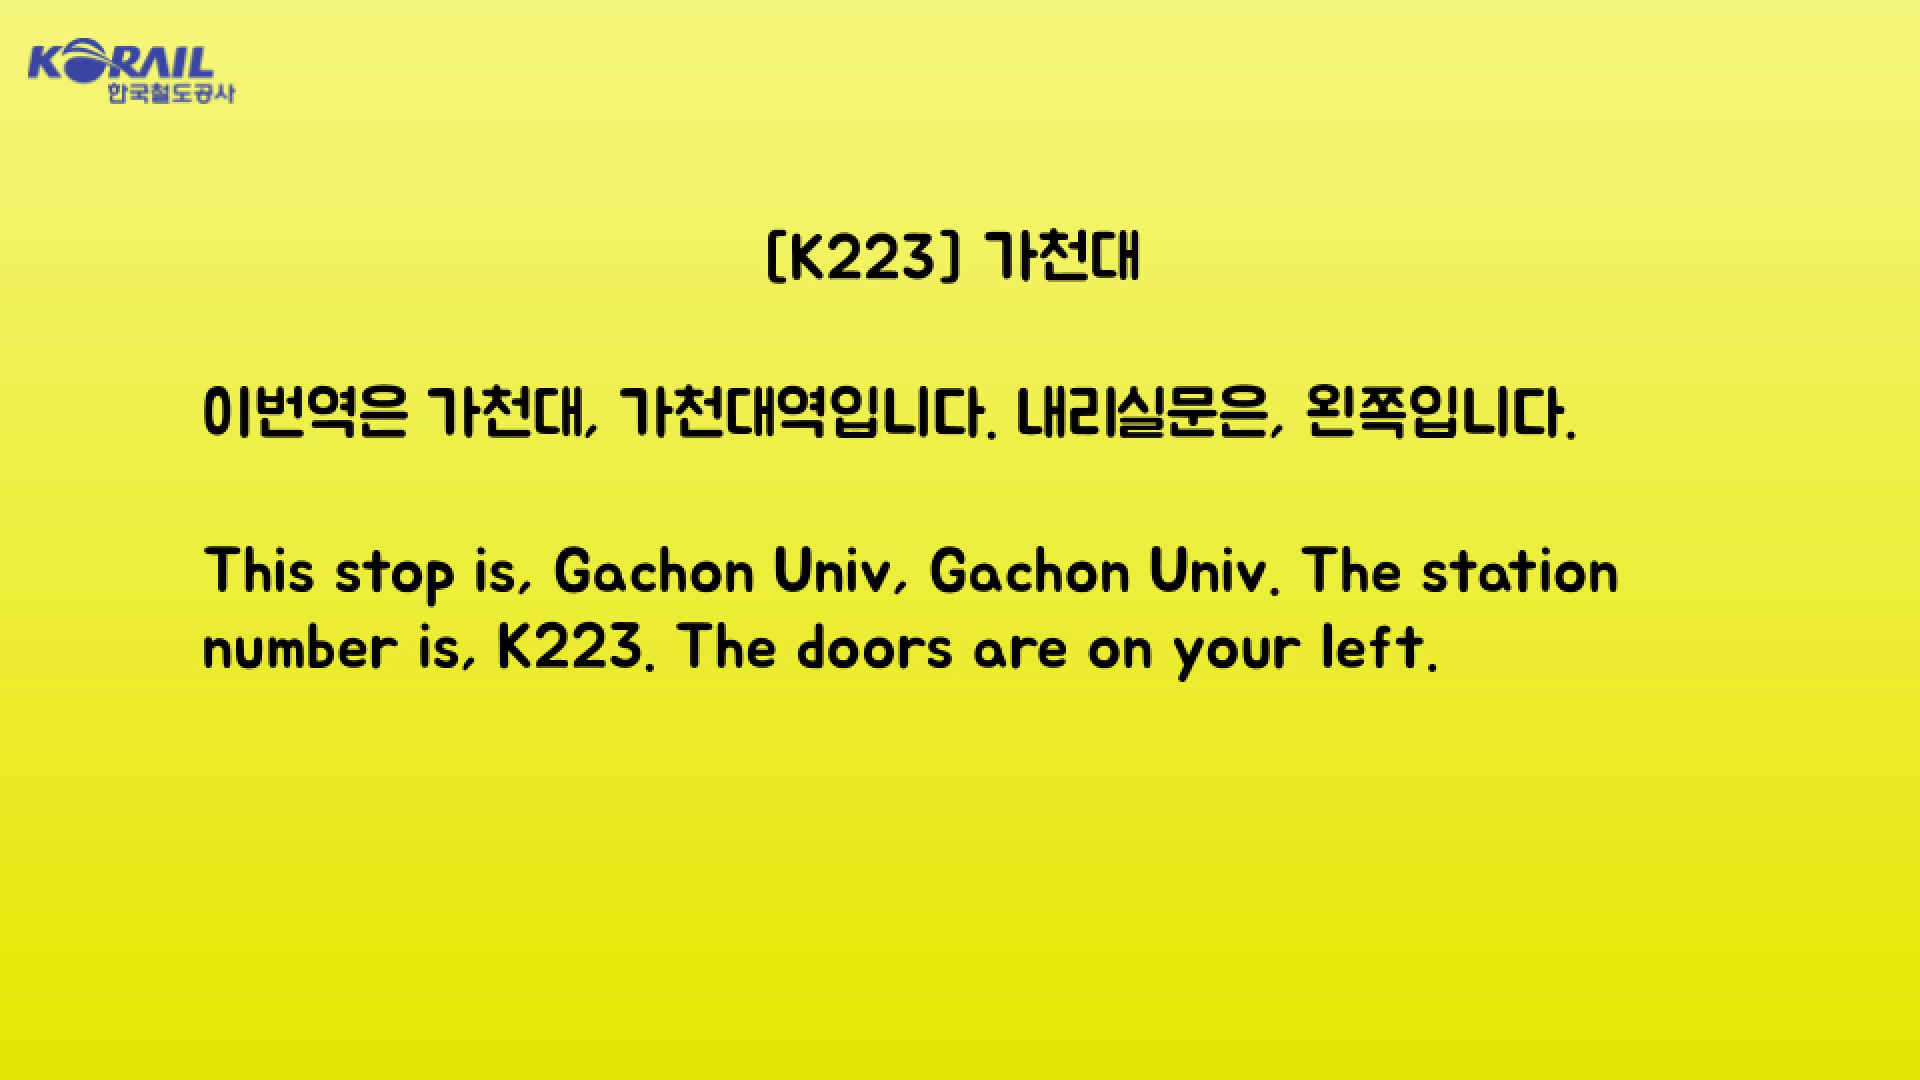 KORAIL
한국철도공사
[K223] 가천대
이번역은 가천대, 가천대역입니다. 내리실문은, 왼쪽입니다.
This stop is, Gachon Univ, Gachon Univ. The station
number is, K223. The doors are on your left.